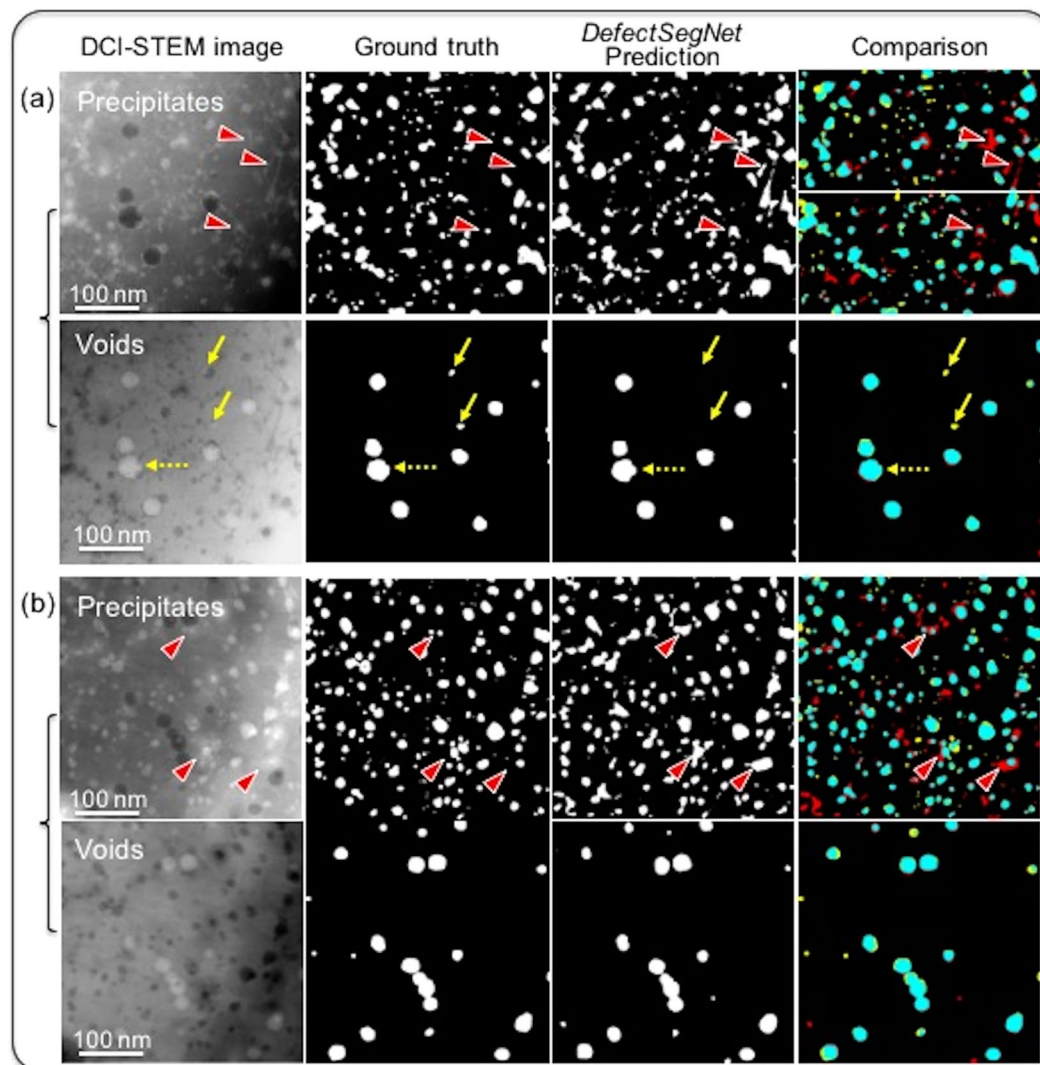 DCI-STEM image
Ground truth
DefectSegNet
Prediction
Comparison
(a)
Precipitates
100 nm
Voids
100 nm
(b)
Precipitates
100 nm
Voids
100 nm